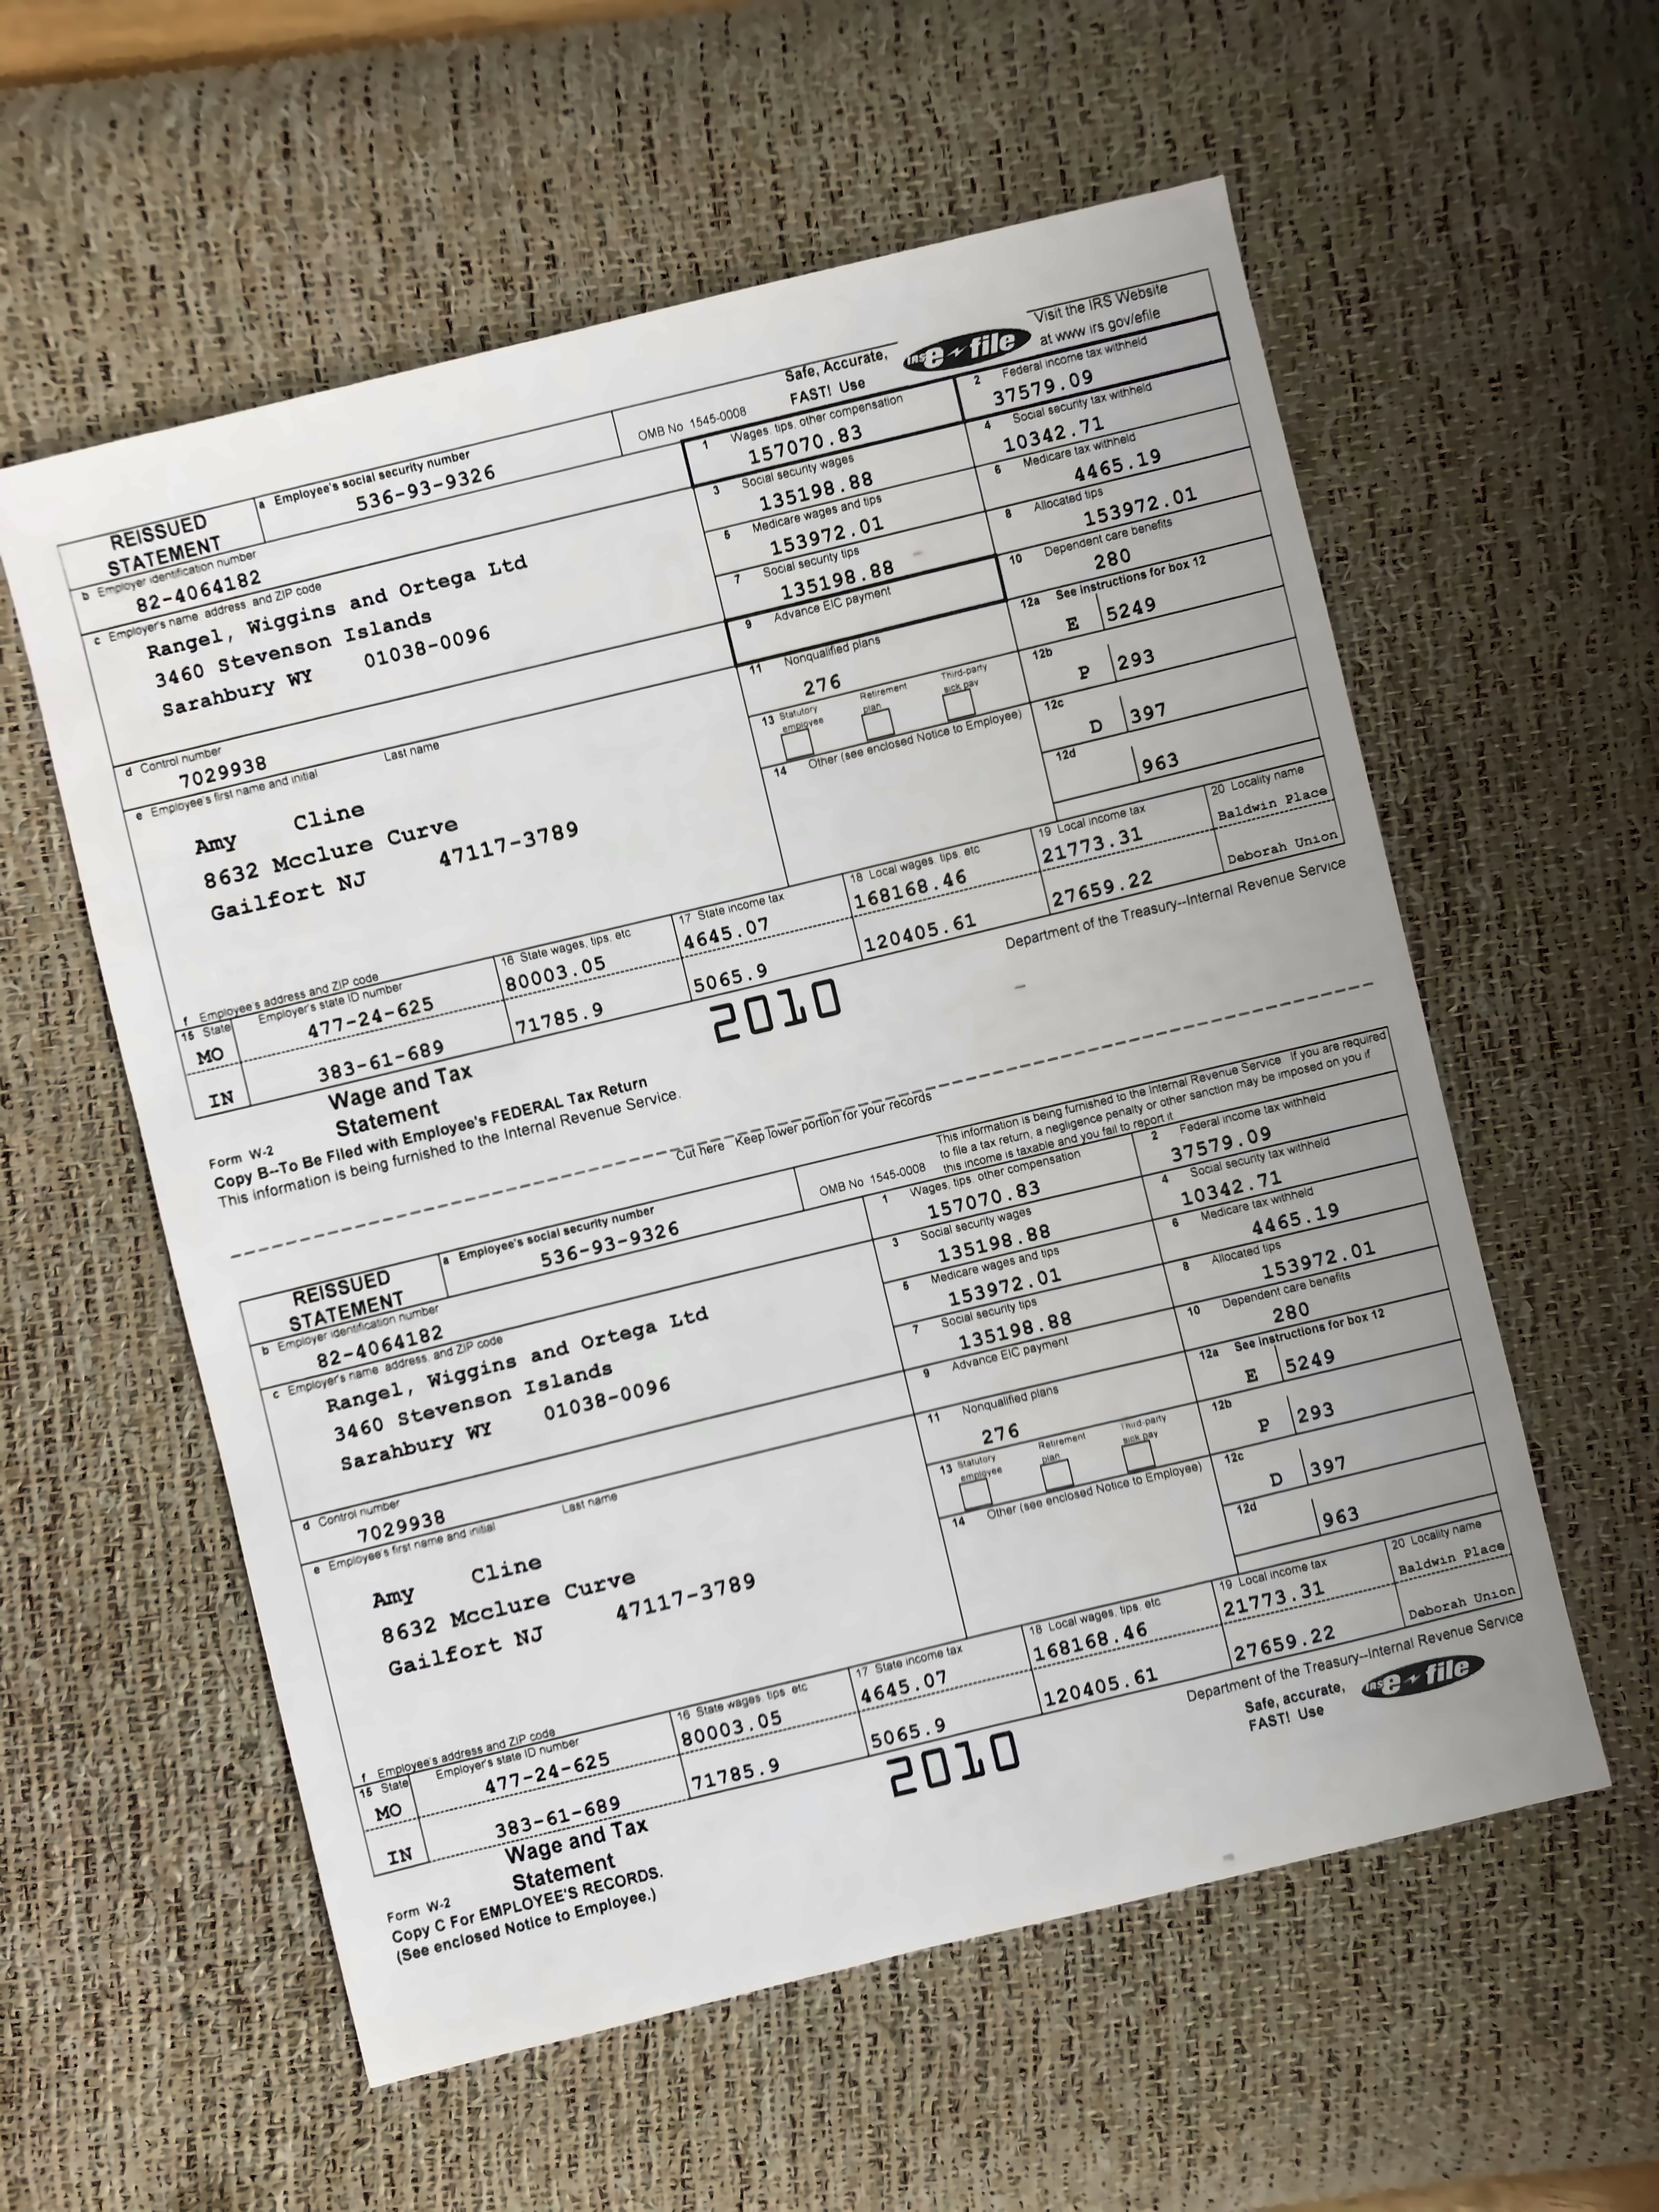 Safe, Accurate,
FAST! Use
IRS e-file
Visit the IRS Website
at www irs gov/efile
REISSUED
STATEMENT
a Employee's social security number
536-93-9326
OMB No 1545-0008
1 Wages, tips, other compensation
157070.83
2 Federal income tax withheld
37579.09
b Employer identification number
82-4064182
3 Social security wages
135198.88
4 Social security tax withheld
10342.71
c Employer's name address, and ZIP code
Rangel, Wiggins and Ortega Ltd
3460 Stevenson Islands
Sarahbury WY 01038-0096
5 Medicare wages and tips
153972.01
6 Medicare tax withheld
4465.19
7 Social security tips
135198.88
8 Allocated tips
153972.01
9 Advance EIC payment
10 Dependent care benefits
280
11 Nonqualified plans
276
12a See instructions for box 12
E 5249
12b
P 293
12c
D 397
12d
963
13 Statutory employee
Retirement plan
Third-party sick pay
14 Other (see enclosed Notice to Employee)
d Control number
7029938
e Employee's first name and initial Last name
Amy Cline
8632 Mcclure Curve
Gailfort NJ 47117-3789
f Employee's address and ZIP code
15 State Employer's state ID number
16 State wages, tips, etc
17 State income tax
18 Local wages, tips, etc
19 Local income tax
20 Locality name
MO 477-24-625 80003.05 4645.07 168168.46 21773.31 Baldwin Place
IN 383-61-689 71785.9 5065.9 120405.61 27659.22 Deborah Union
Form W-2
Wage and Tax
Statement
2010
Department of the Treasury--Internal Revenue Service
Copy B--To Be Filed with Employee's FEDERAL Tax Return
This information is being furnished to the Internal Revenue Service.
Cut here Keep lower portion for your records
This information is being furnished to the Internal Revenue Service If you are required
to file a tax return, a negligence penalty or other sanction may be imposed on you if
this income is taxable and you fail to report it
REISSUED
STATEMENT
a Employee's social security number
536-93-9326
OMB No 1545-0008
1 Wages, tips, other compensation
157070.83
2 Federal income tax withheld
37579.09
b Employer identification number
82-4064182
3 Social security wages
135198.88
4 Social security tax withheld
10342.71
c Employer's name address, and ZIP code
Rangel, Wiggins and Ortega Ltd
3460 Stevenson Islands
Sarahbury WY 01038-0096
5 Medicare wages and tips
153972.01
6 Medicare tax withheld
4465.19
7 Social security tips
135198.88
8 Allocated tips
153972.01
9 Advance EIC payment
10 Dependent care benefits
280
11 Nonqualified plans
276
12a See instructions for box 12
E 5249
12b
P 293
12c
D 397
12d
963
13 Statutory employee
Retirement plan
Third-party sick pay
14 Other (see enclosed Notice to Employee)
d Control number
7029938
e Employee's first name and initial Last name
Amy Cline
8632 Mcclure Curve
Gailfort NJ 47117-3789
f Employee's address and ZIP code
15 State Employer's state ID number
16 State wages tips etc
17 State income tax
18 Local wages, tips, etc
19 Local income tax
20 Locality name
MO 477-24-625 80003.05 4645.07 168168.46 21773.31 Baldwin Place
IN 383-61-689 71785.9 5065.9 120405.61 27659.22 Deborah Union
Form W-2
Wage and Tax
Statement
2010
Department of the Treasury--Internal Revenue Service
Safe, accurate,
FAST! Use
IRS e-file
Copy C For EMPLOYEE'S RECORDS.
(See enclosed Notice to Employee.)